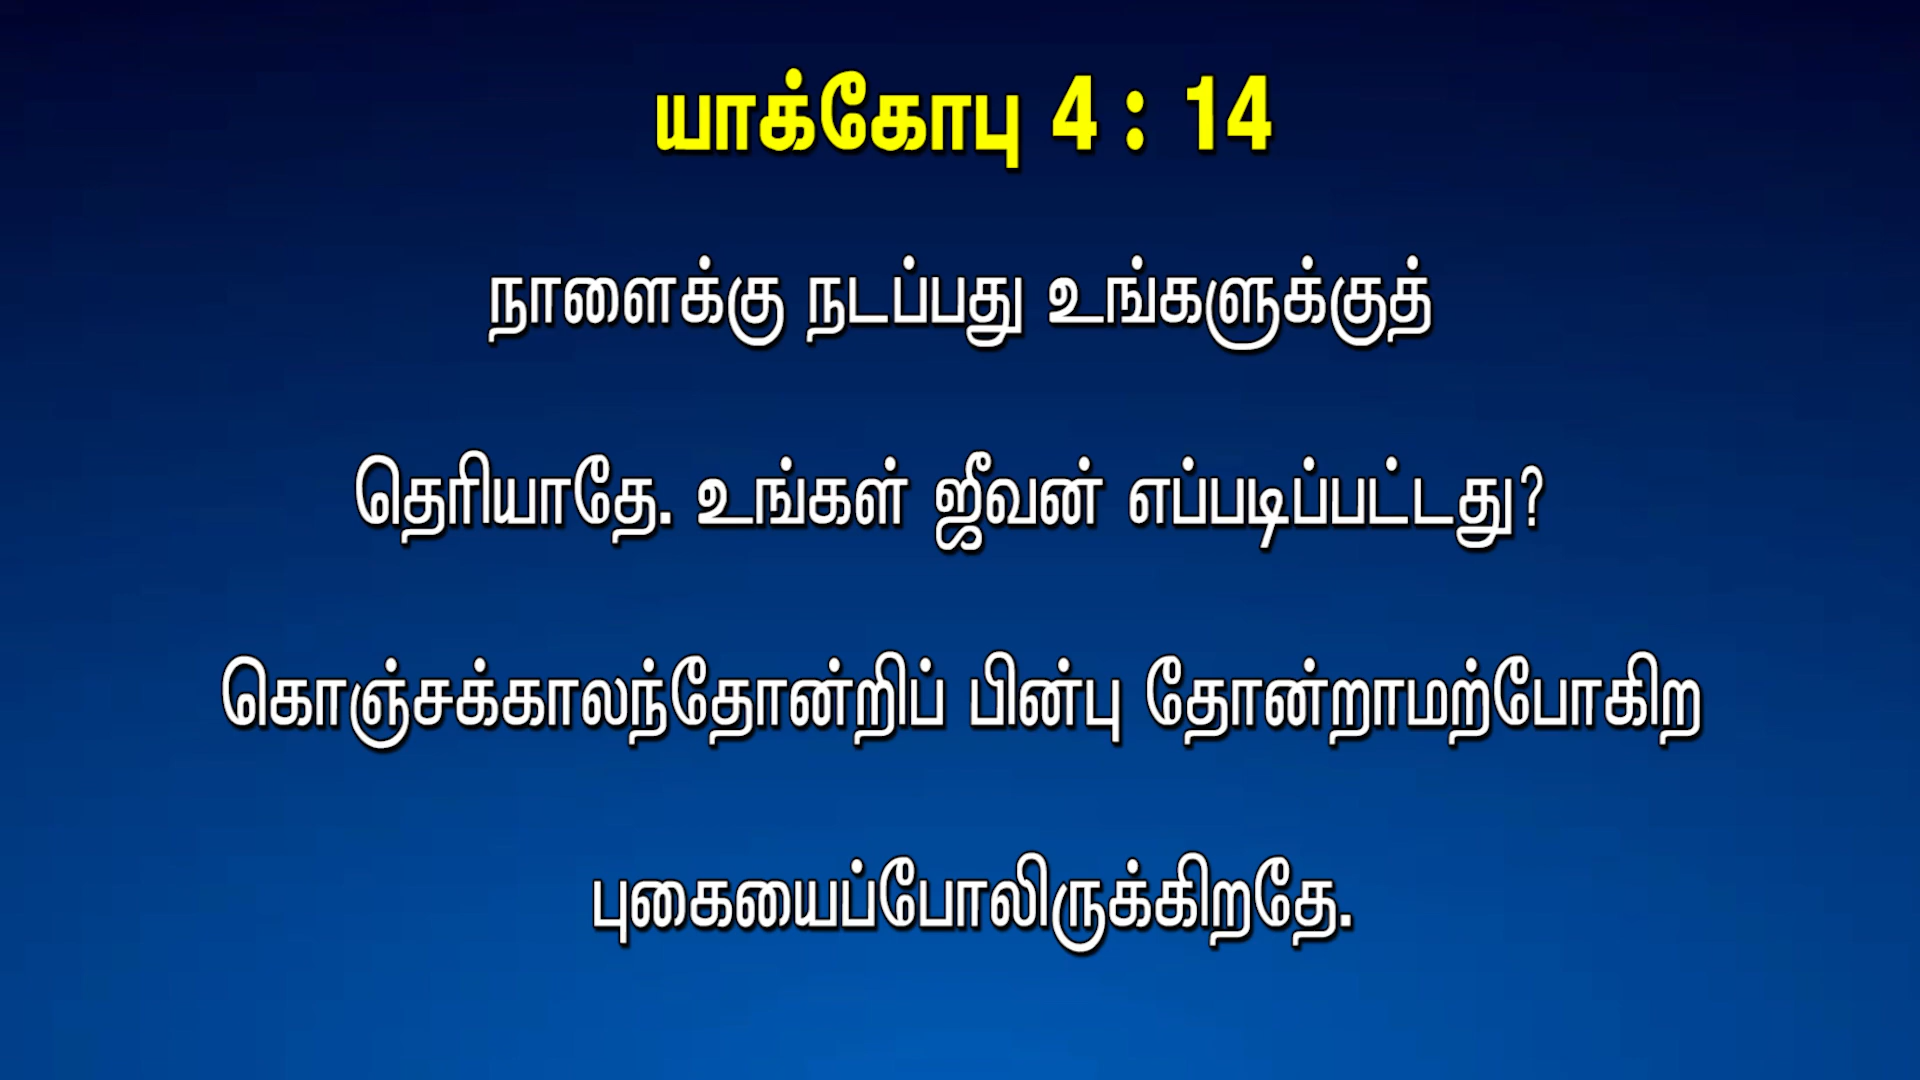 யாக்கோபு 4 : 14
நாளைக்கு நடப்பது உங்களுக்குத்
தெரியாதே. உங்கள் ஜீவன் எப்படிப்பட்டது?
கொஞ்சக்காலந்தோன்றிப் பின்பு தோன்றாமற்போகிற
புகையைப்போலிருக்கிறதே.